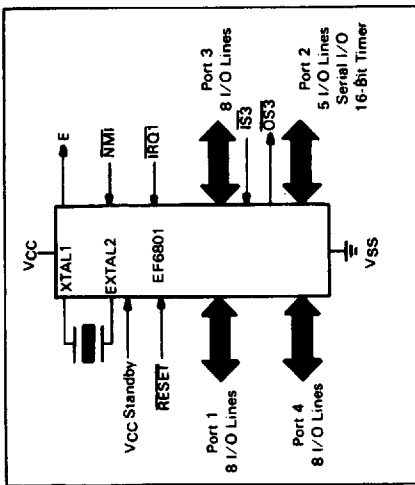 VCC
XTAL1
EXTAL2
EF6801
VCC Standby
RESET
Port 1
8 I/O Lines
Port 4
8 I/O Lines
E
NMI
IRQ1
Port 3
8 I/O Lines
IS3
OS3
Port 2
5 I/O Lines
Serial I/O
16-Bit Timer
VSS